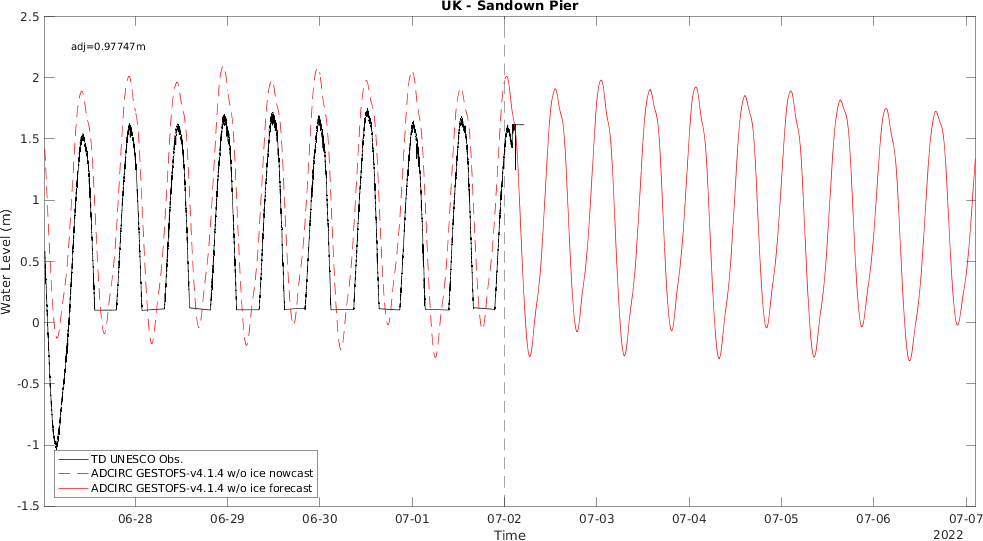 UK - Sandown Pier
adj=0.97747m
2.5
2
1.5
1
0.5
0
-0.5
-1
-1.5
Water Level (m)
TD UNESCO Obs.
ADCIRC GESTOFS-v4.1.4 w/o ice nowcast
ADCIRC GESTOFS-v4.1.4 w/o ice forecast
06-28 06-29 06-30 07-01 07-02 07-03 07-04 07-05 07-06 07-07
Time
2022